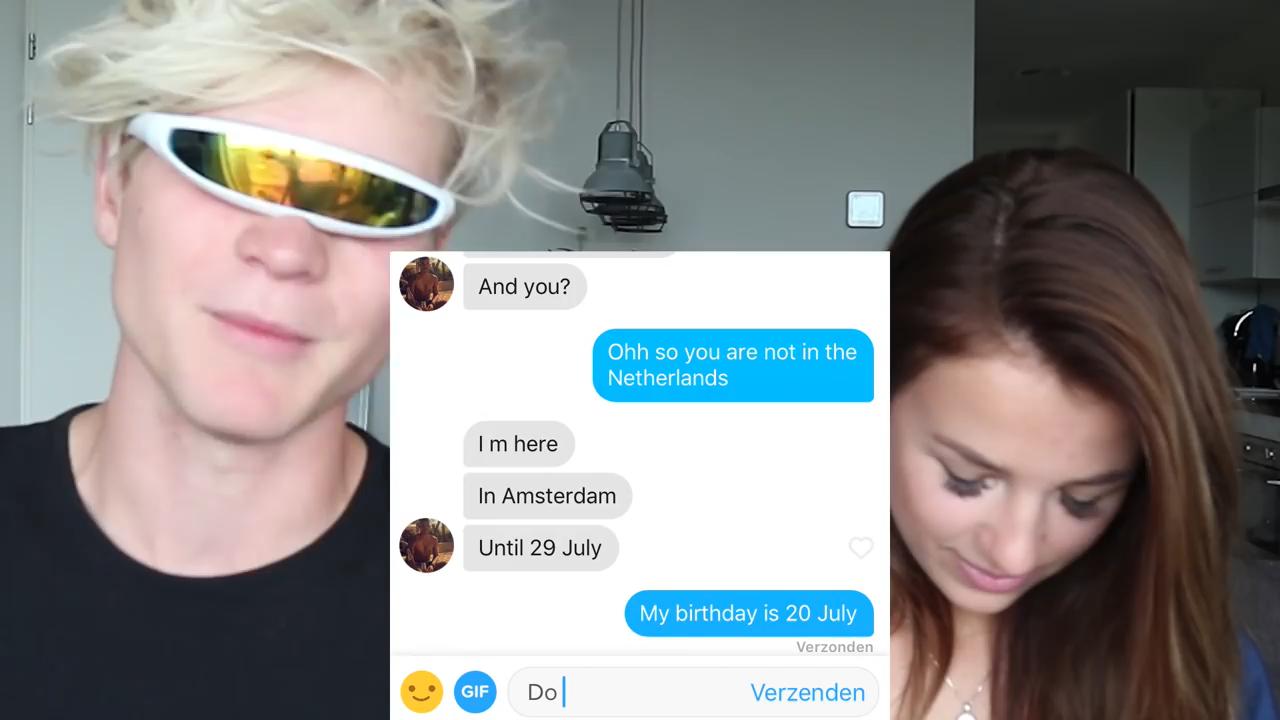 And you?
Ohh so you are not in the
Netherlands
I m here
In Amsterdam
Until 29 July
My birthday is 20 July
Verzonden
GIF
Do
Verzenden